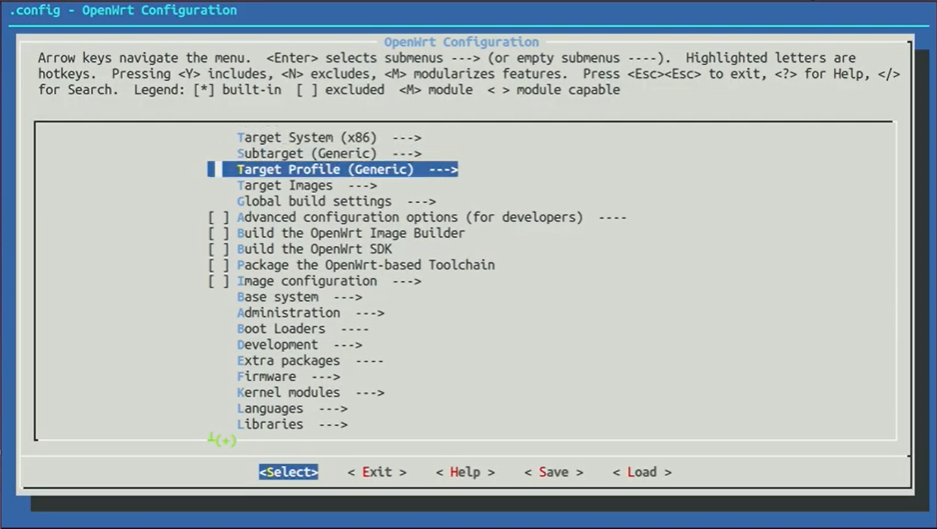 .config - OpenWrt Configuration
OpenWrt Configuration
Arrow keys navigate the menu.  <Enter> selects submenus ---> (or empty submenus ----).  Highlighted letters are
hotkeys.  Pressing <Y> includes, <N> excludes, <M> modularizes features.  Press <Esc><Esc> to exit, <?> for Help, </>
for Search.  Legend: [*] built-in  [ ] excluded  <M> module  < > module capable
Target System (x86)  --->
Subtarget (Generic)  --->
Target Profile (Generic)  --->
Target Images  --->
Global build settings  --->
[ ] Advanced configuration options (for developers)  ----
[ ] Build the OpenWrt Image Builder
[ ] Build the OpenWrt SDK
[ ] Package the OpenWrt-based Toolchain
[ ] Image configuration  --->
Base system  --->
Administration  --->
Boot Loaders  ----
Development  --->
Extra packages  ----
Firmware  --->
Kernel modules  --->
Languages  --->
Libraries  --->
┴(+)
<Select>    < Exit >    < Help >    < Save >    < Load >